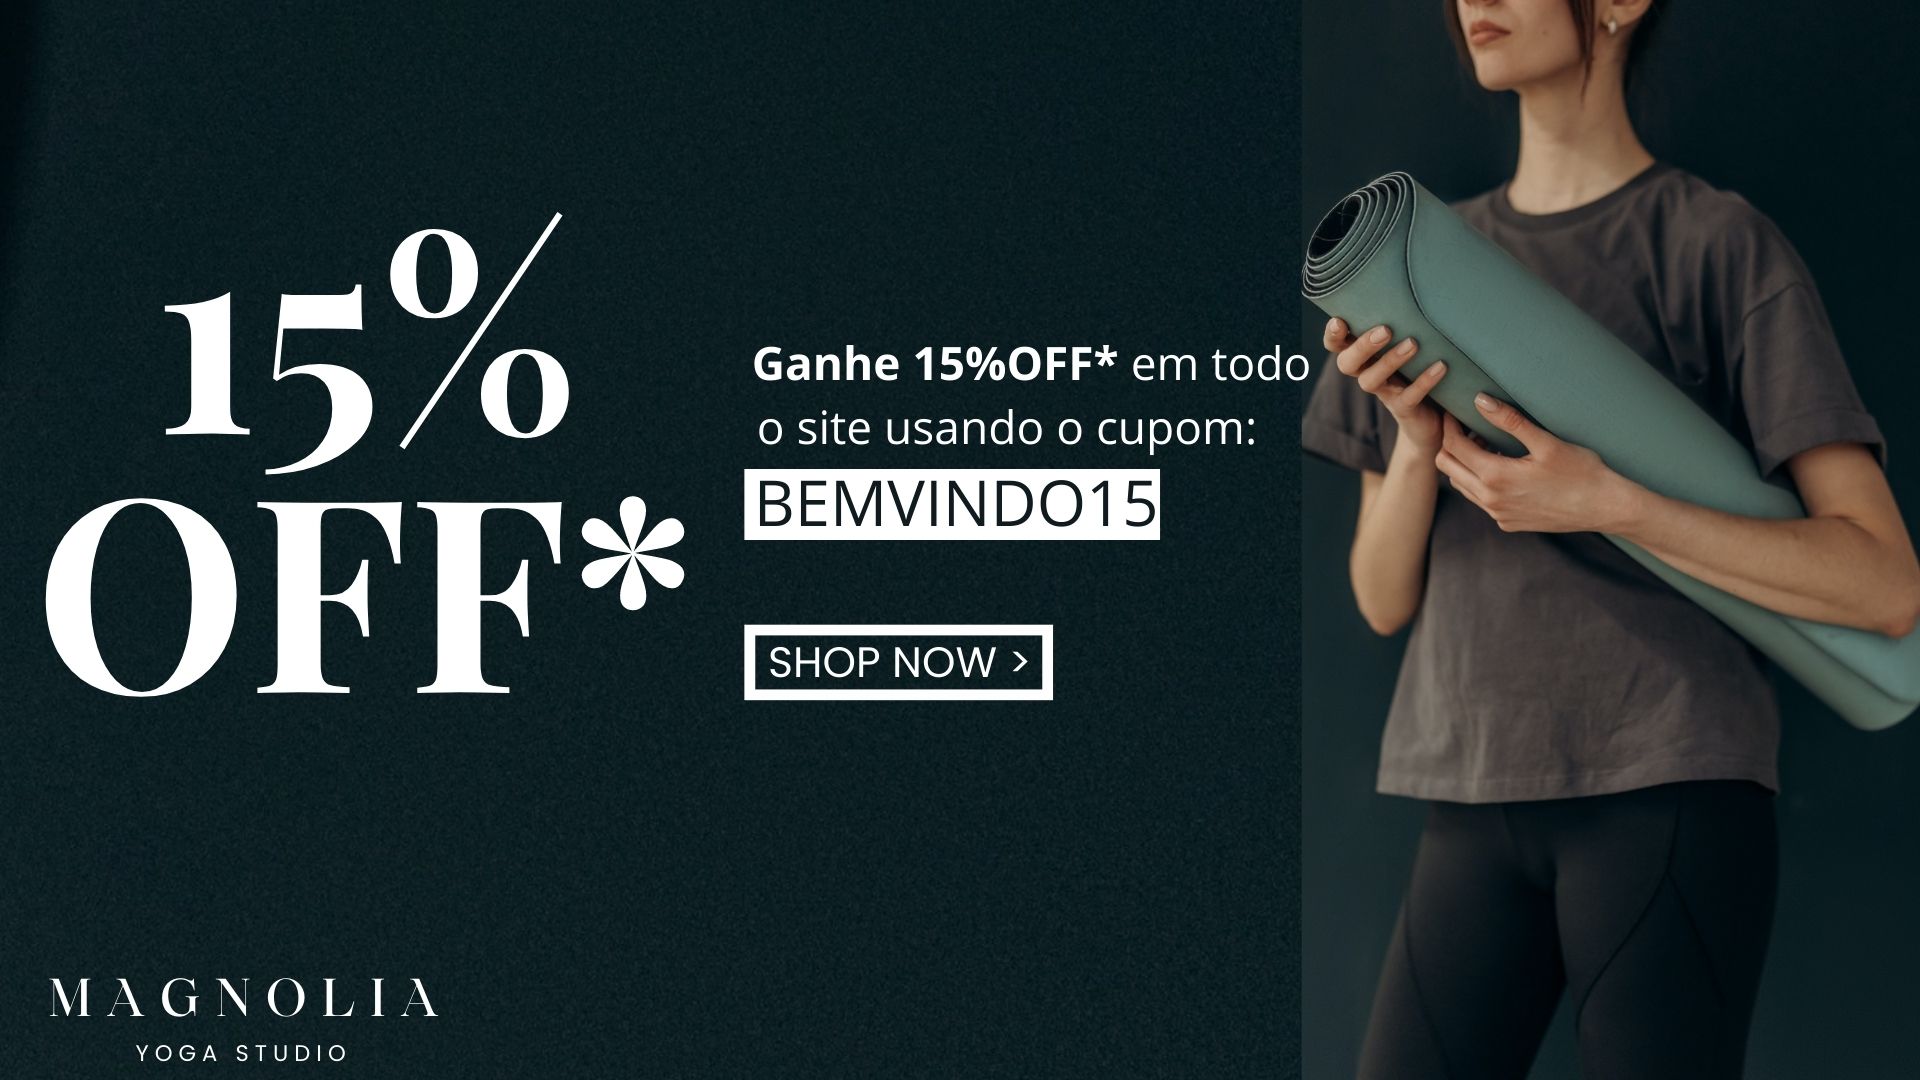 15%
OFF*
Ganhe 15%OFF* em todo
o site usando o cupom:
BEMVINDO15
SHOP NOW >
MAGNOLIA
YOGA STUDIO